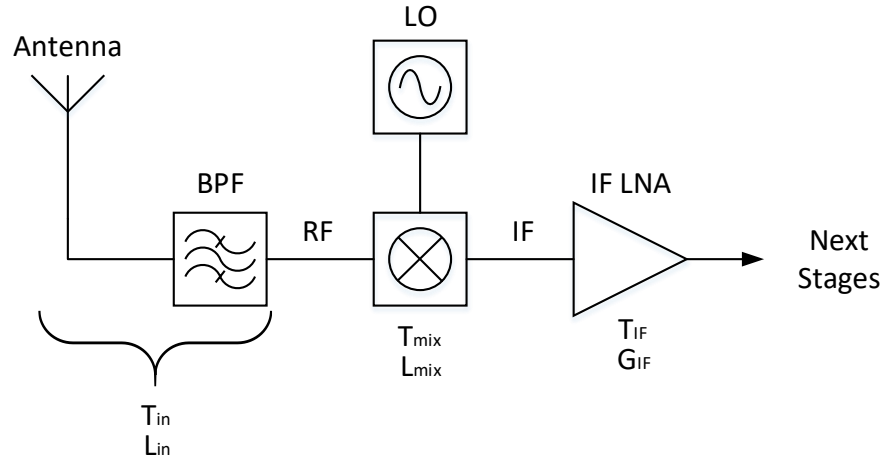 LO
Antenna
BPF
RF
IF
IF LNA
Next
Stages
Tmix
Lmix
TIF
GIF
Tin
Lin